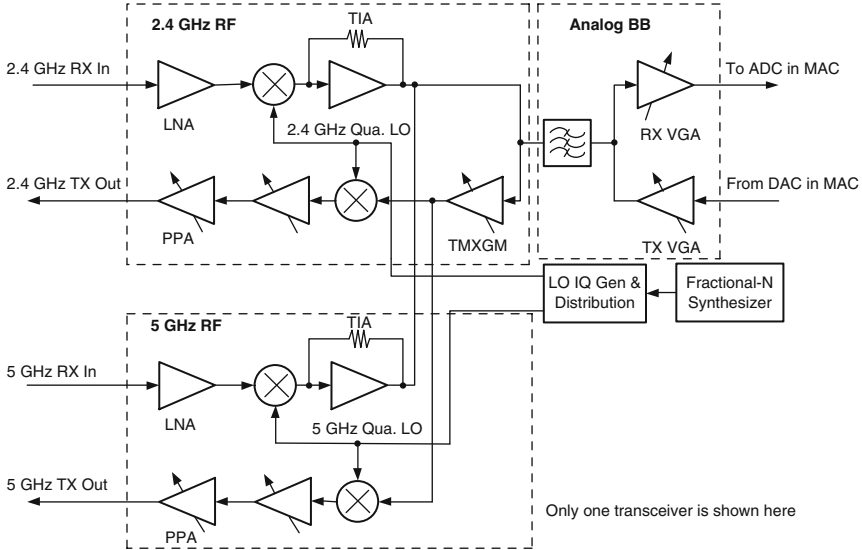 2.4 GHz RF
TIA
Analog BB
2.4 GHz RX In
To ADC in MAC
LNA
RX VGA
2.4 GHz Qua. LO
2.4 GHz TX Out
From DAC in MAC
PPA
TMXGM
TX VGA
LO IQ Gen &
Distribution
Fractional-N
Synthesizer
5 GHz RF
TIA
5 GHz RX In
LNA
5 GHz Qua. LO
5 GHz TX Out
PPA
Only one transceiver is shown here